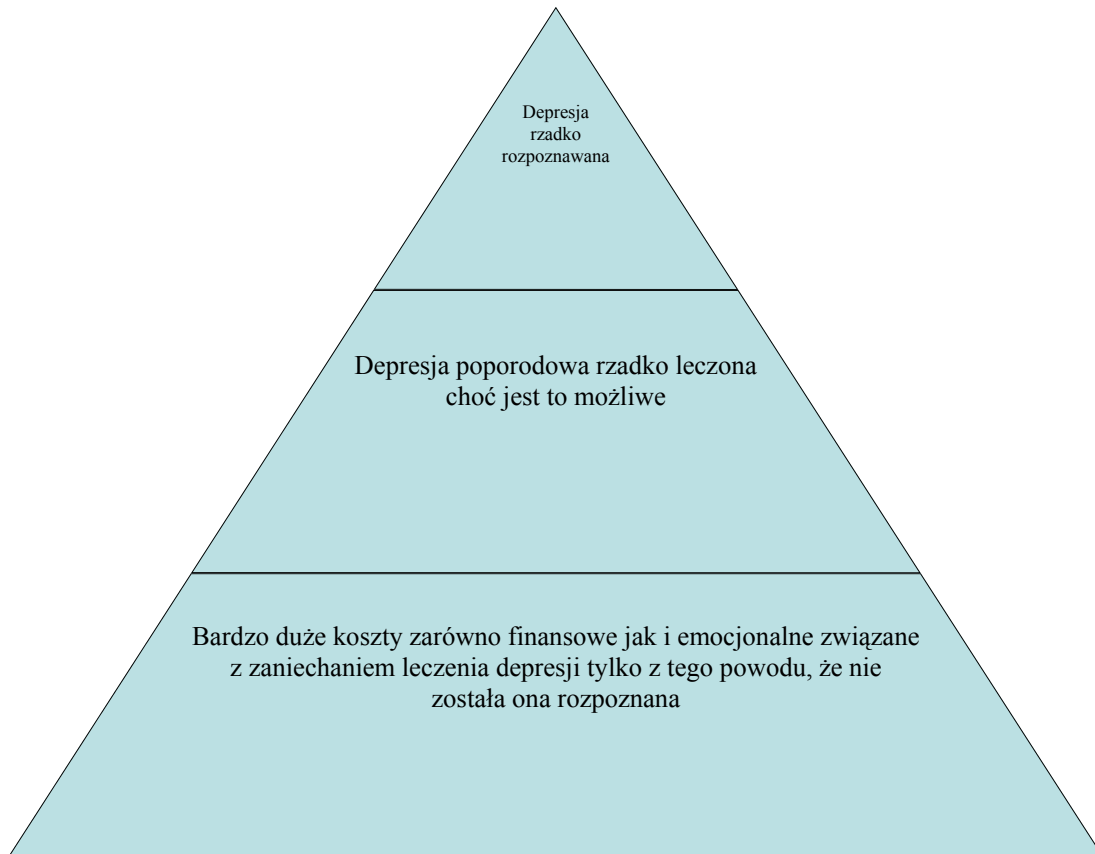 Depresja
rzadko
rozpoznawana
Depresja poporodowa rzadko leczona
choć jest to możliwe
Bardzo duże koszty zarówno finansowe jak i emocjonalne związane
z zaniechaniem leczenia depresji tylko z tego powodu, że nie
została ona rozpoznana